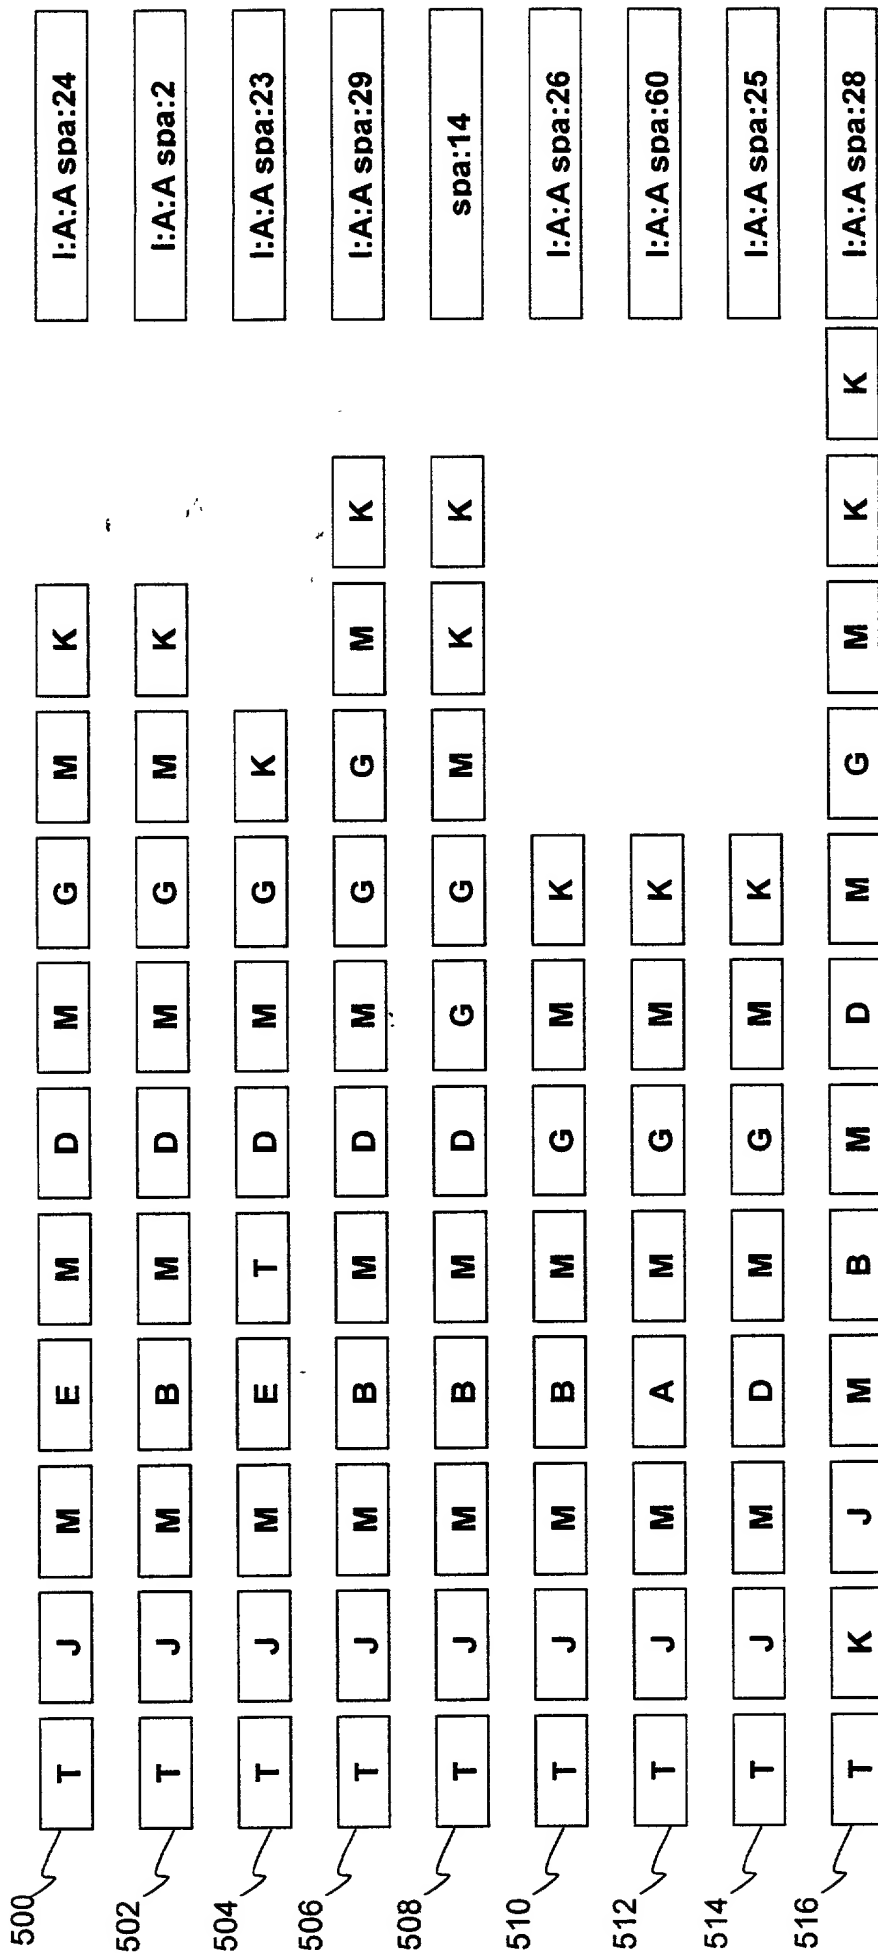 500 T J M E M D M G M K I:A:A spa:24
502 T J M B M D M G M K I:A:A spa:2
504 T J M E T D M G K I:A:A spa:23
506 T J M B M D M G G M K I:A:A spa:29
508 T J M B M D G G M K K spa:14
510 T J M B M G M K I:A:A spa:26
512 T J M A M G M K I:A:A spa:60
514 T J M D M G M K I:A:A spa:25
516 T K J M B M D M G M K K I:A:A spa:28